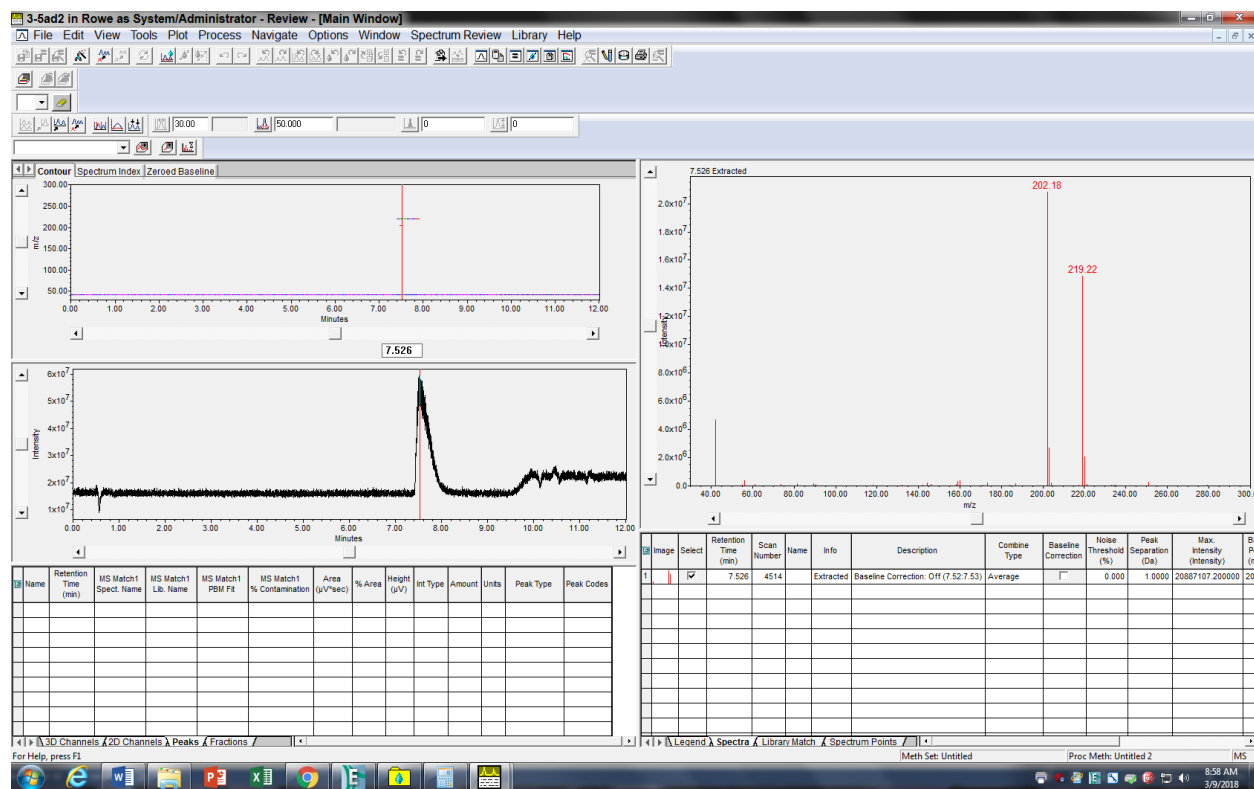 3-5ad2 in Rowe as System/Administrator - Review - [Main Window]
File Edit View Tools Plot Process Navigate Options Window Spectrum Review Library Help
30.00 50.000 0 0
Contour Spectrum Index Zeroed Baseline
300.00
250.00
200.00
150.00
100.00
50.00
m/z
0.00 1.00 2.00 3.00 4.00 5.00 6.00 7.00 8.00 9.00 10.00 11.00 12.00
Minutes
7.526
6x10⁷
5x10⁷
4x10⁷
3x10⁷
2x10⁷
1x10⁷
Intensity
0.00 1.00 2.00 3.00 4.00 5.00 6.00 7.00 8.00 9.00 10.00 11.00 12.00
Minutes
Name Retention Time (min) MS Match1 Spect. Name MS Match1 Lib. Name MS Match1 PBM Fit MS Match1 % Contamination Area (µV*sec) % Area Height (µV) Int Type Amount Units Peak Type Peak Codes
3D Channels 2D Channels Peaks Fractions
7.526 Extracted
202.18
219.22
2.0x10⁷
1.8x10⁷
1.6x10⁷
1.4x10⁷
1.2x10⁷
1.0x10⁷
8.0x10⁶
6.0x10⁶
4.0x10⁶
2.0x10⁶
0.0
Intensity
40.00 60.00 80.00 100.00 120.00 140.00 160.00 180.00 200.00 220.00 240.00 260.00 280.00 300.
m/z
Image Select Retention Time (min) Scan Number Name Info Description Combine Type Baseline Correction Noise Threshold (%) Peak Separation (Da) Max. Intensity (Intensity)
1 7.526 4514 Extracted Baseline Correction: Off (7.52:7.53) Average 0.000 1.0000 20887107.200000 20
Legend Spectra Library Match Spectrum Points
For Help, press F1
Meth Set: Untitled Proc Meth: Untitled 2 MS
8:58 AM
3/9/2018